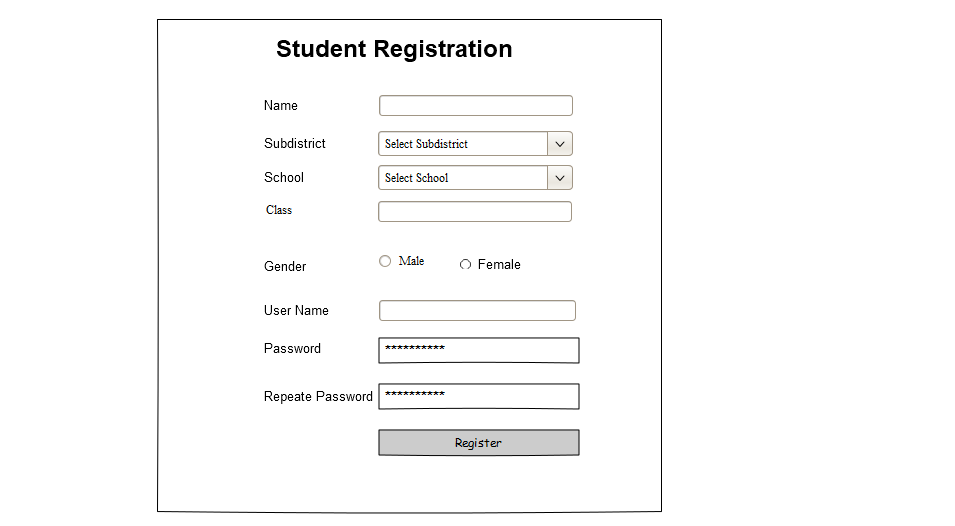 Student Registration
Name
Subdistrict Select Subdistrict
School Select School
Class
Gender Male Female
User Name
Password **********
Repeate Password **********
Register